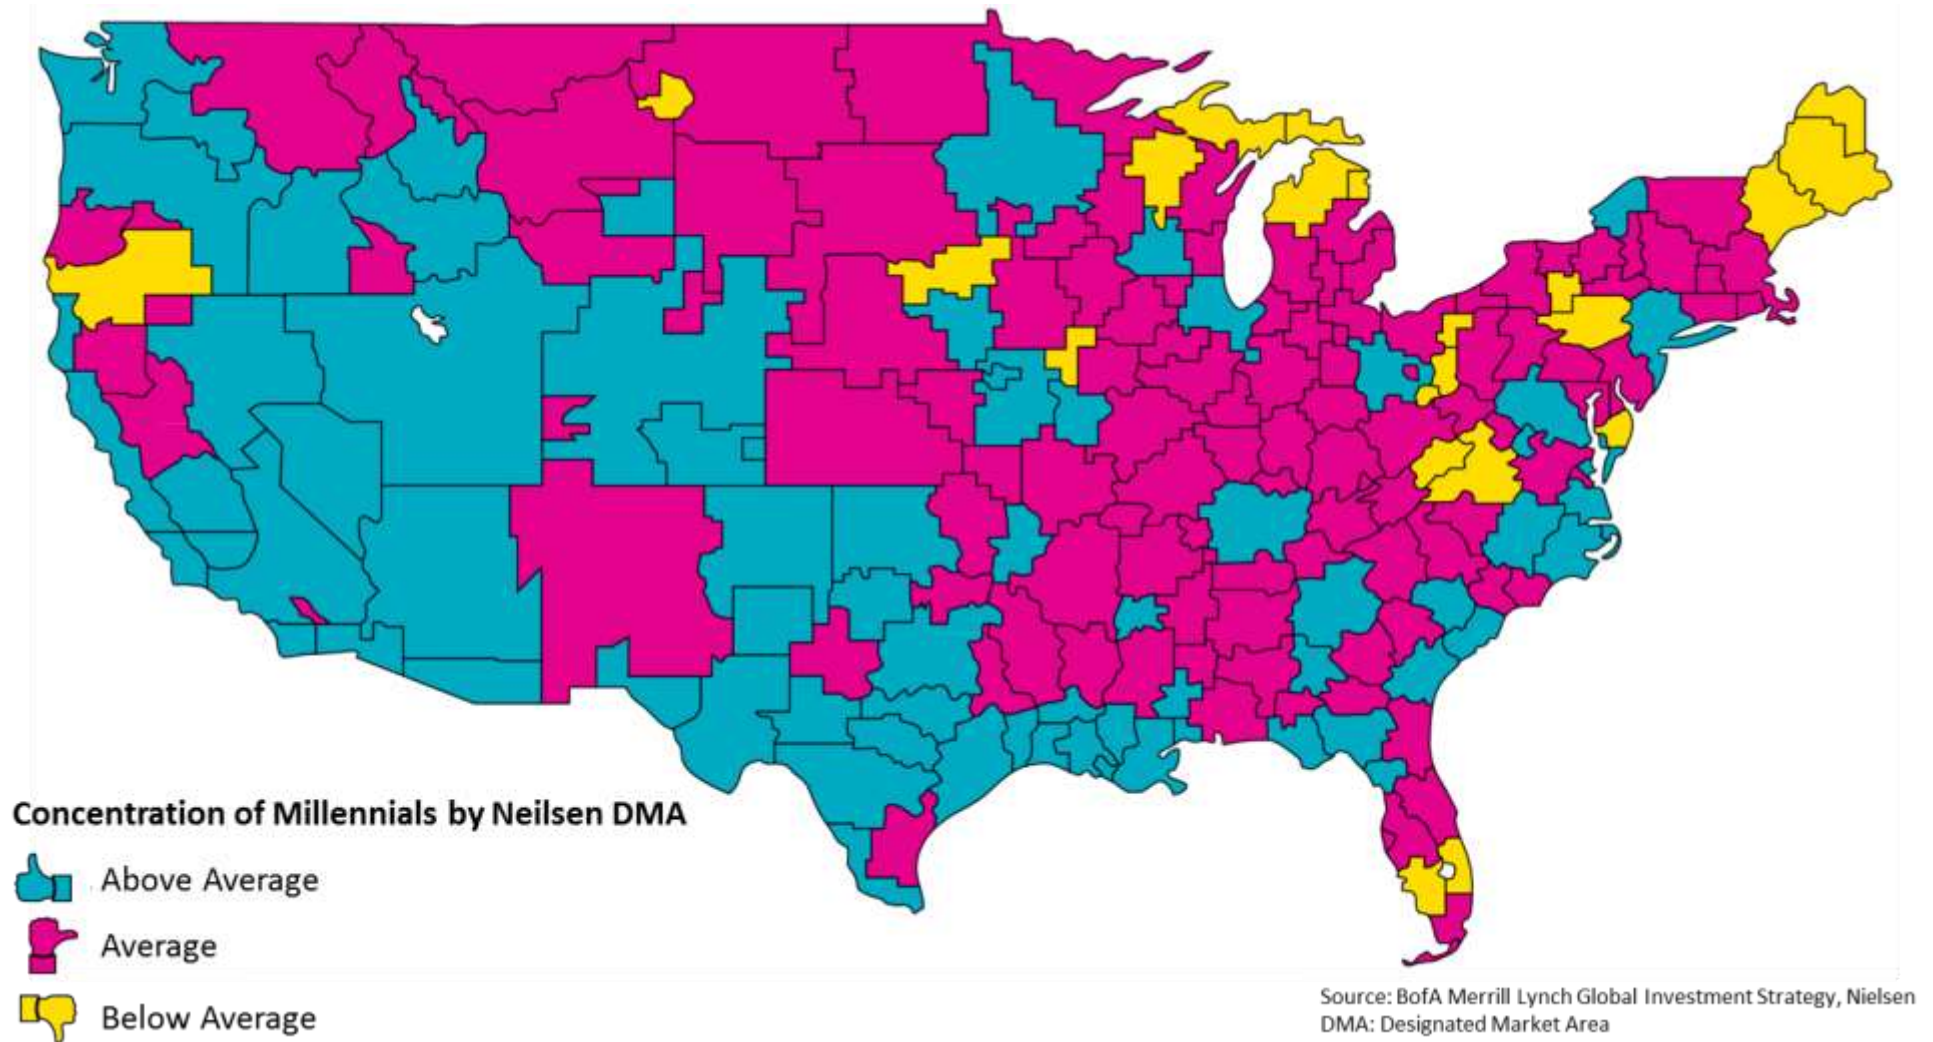 Concentration of Millennials by Neilsen DMA
Above Average
Average
Below Average
Source: BofA Merrill Lynch Global Investment Strategy, Nielsen
DMA: Designated Market Area